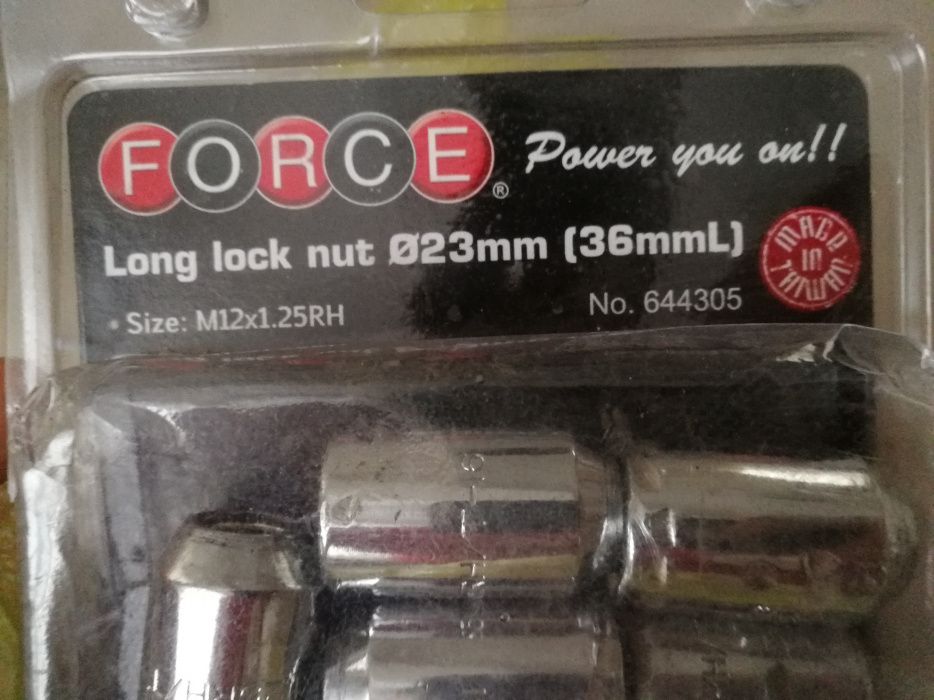 FORCE® Power you on!!
Long lock nut Ø23mm (36mmL)
MADE
IN
TAIWAN
• Size: M12x1.25RH No. 644305